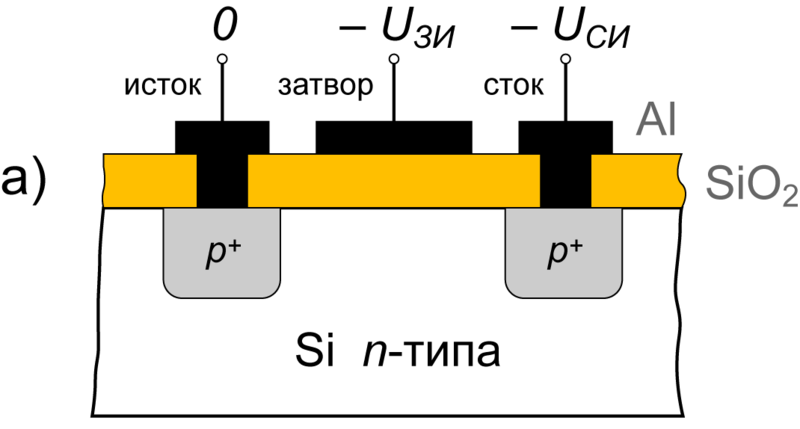 0 – UЗИ – UСИ
исток затвор сток
Al
а)
SiO2
p+ p+
Si n-типа